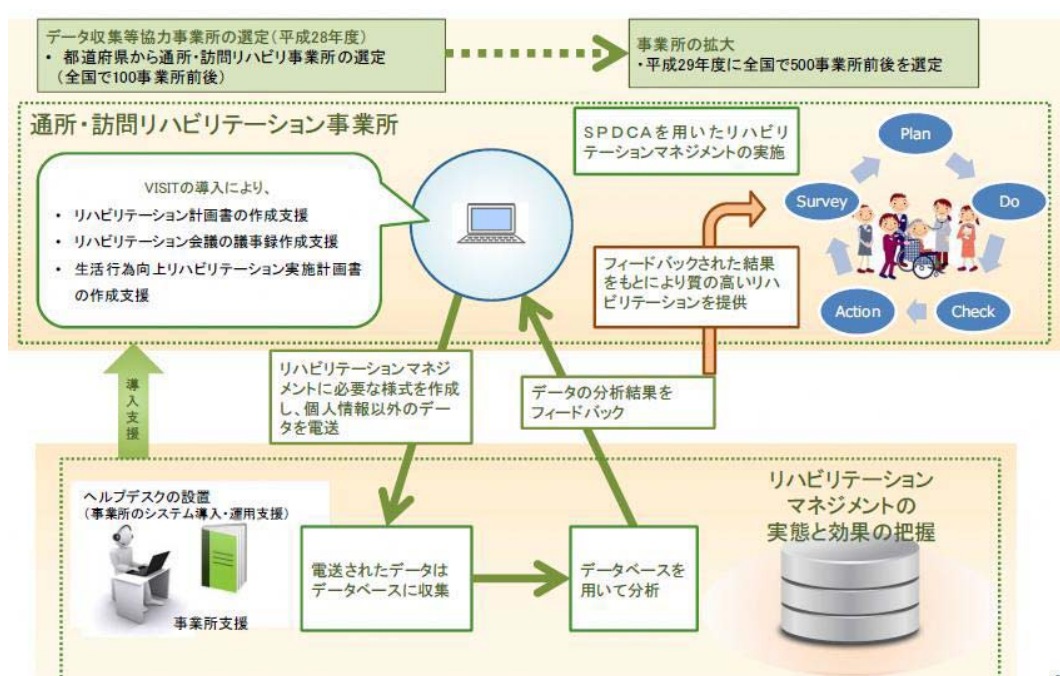 データ収集等協力事業所の選定(平成28年度)
• 都道府県から通所・訪問リハビリ事業所の選定
(全国で100事業所前後)
事業所の拡大
・平成29年度に全国で500事業所前後を選定
通所・訪問リハビリテーション事業所
VISITの導入により、
• リハビリテーション計画書の作成支援
• リハビリテーション会議の議事録作成支援
• 生活行為向上リハビリテーション実施計画書
の作成支援
SPDCAを用いたリハビリ
テーションマネジメントの実施
Plan
Do
Check
Action
Survey
フィードバックされた結果
をもとにより質の高いリハ
ビリテーションを提供
導入支援
リハビリテーションマネジ
メントに必要な様式を作成
し、個人情報以外のデー
タを電送
データの分析結果を
フィードバック
ヘルプデスクの設置
(事業所のシステム導入・運用支援)
事業所支援
電送されたデータは
データベースに収集
データベースを
用いて分析
リハビリテーション
マネジメントの
実態と効果の把握